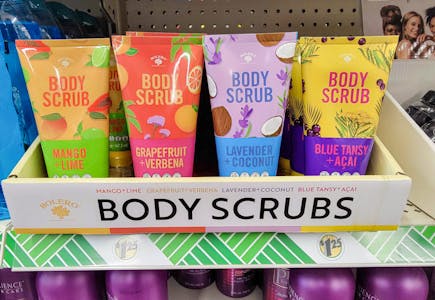 BODY
SCRUB
MANGO
+LIME
BODY
SCRUB
GRAPEFRUIT
+VERBENA
BODY
SCRUB
LAVENDER
+COCONUT
BODY
SCRUB
BLUE TANSY
+AÇAI
MANGO+LIME GRAPEFRUIT+VERBENA LAVENDER+COCONUT BLUE TANSY+AÇAI
BOLERO
BODY SCRUBS
$1.25
$1.25